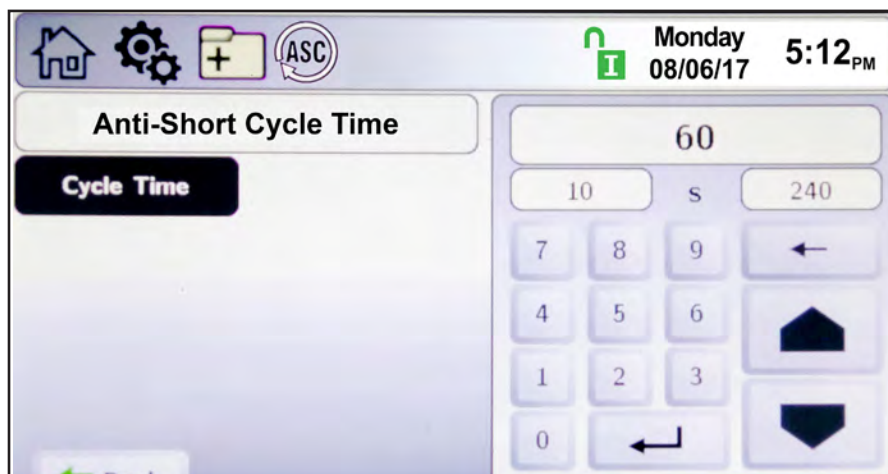 ASC
I
Monday
08/06/17
5:12PM
Anti-Short Cycle Time
60
Cycle Time
10 s 240
7 8 9
4 5 6
1 2 3
0